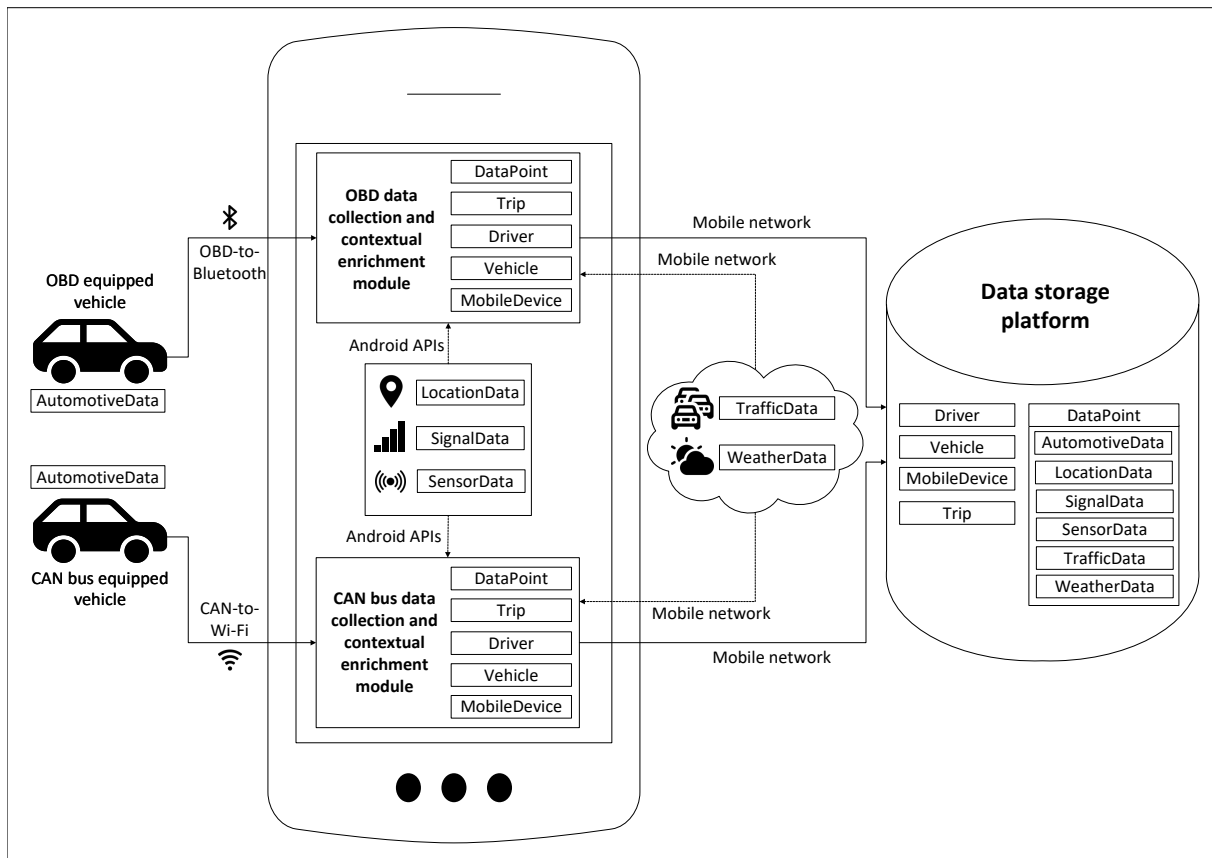 OBD equipped
vehicle
AutomotiveData
AutomotiveData
CAN bus equipped
vehicle
OBD-to-
Bluetooth
CAN-to-
Wi-Fi
OBD data
collection and
contextual
enrichment
module
DataPoint
Trip
Driver
Vehicle
MobileDevice
Android APIs
LocationData
SignalData
SensorData
Android APIs
CAN bus data
collection and
contextual
enrichment
module
DataPoint
Trip
Driver
Vehicle
MobileDevice
Mobile network
Mobile network
TrafficData
WeatherData
Mobile network
Mobile network
Data storage
platform
Driver
Vehicle
MobileDevice
Trip
DataPoint
AutomotiveData
LocationData
SignalData
SensorData
TrafficData
WeatherData